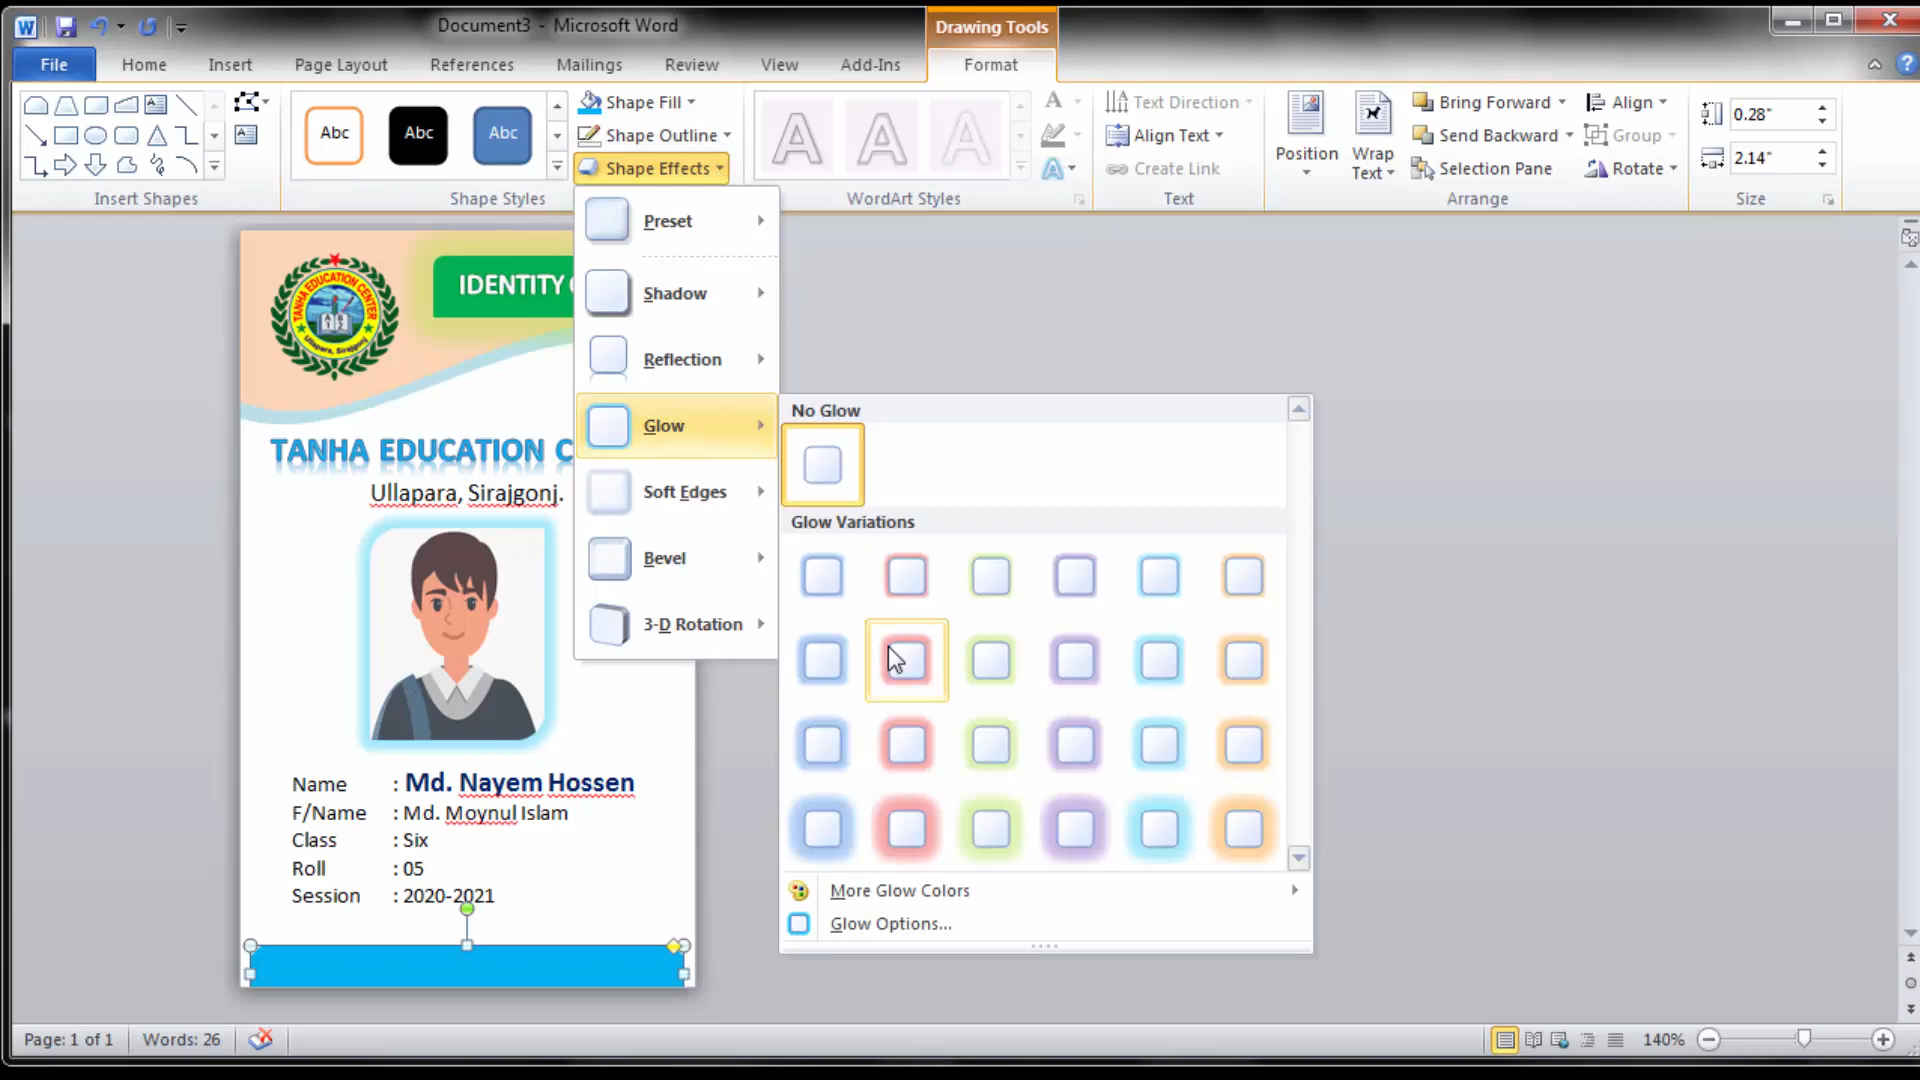 Document3 - Microsoft Word
Drawing Tools
File Home Insert Page Layout References Mailings Review View Add-Ins Format
Abc Abc Abc
Shape Fill
Shape Outline
Shape Effects
Text Direction
Align Text
Create Link
Position
Wrap Text
Bring Forward
Send Backward
Selection Pane
Align
Group
Rotate
0.28"
2.14"
Insert Shapes
Shape Styles
WordArt Styles
Text
Arrange
Size
Preset
Shadow
Reflection
Glow
Soft Edges
Bevel
3-D Rotation
No Glow
Glow Variations
More Glow Colors
Glow Options...
TANHA EDUCATION CENTER
Ullapara, Sirajgonj
IDENTITY
TANHA EDUCATION C
Ullapara, Sirajgonj.
Name : Md. Nayem Hossen
F/Name : Md. Moynul Islam
Class : Six
Roll : 05
Session : 2020-2021
Page: 1 of 1 Words: 26
140%